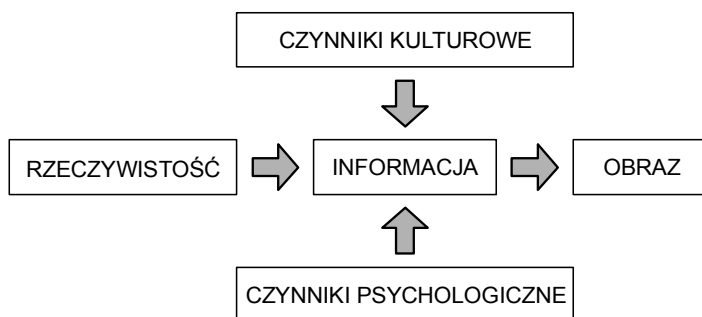 CZYNNIKI KULTUROWE
RZECZYWISTOŚĆ
INFORMACJA
OBRAZ
CZYNNIKI PSYCHOLOGICZNE